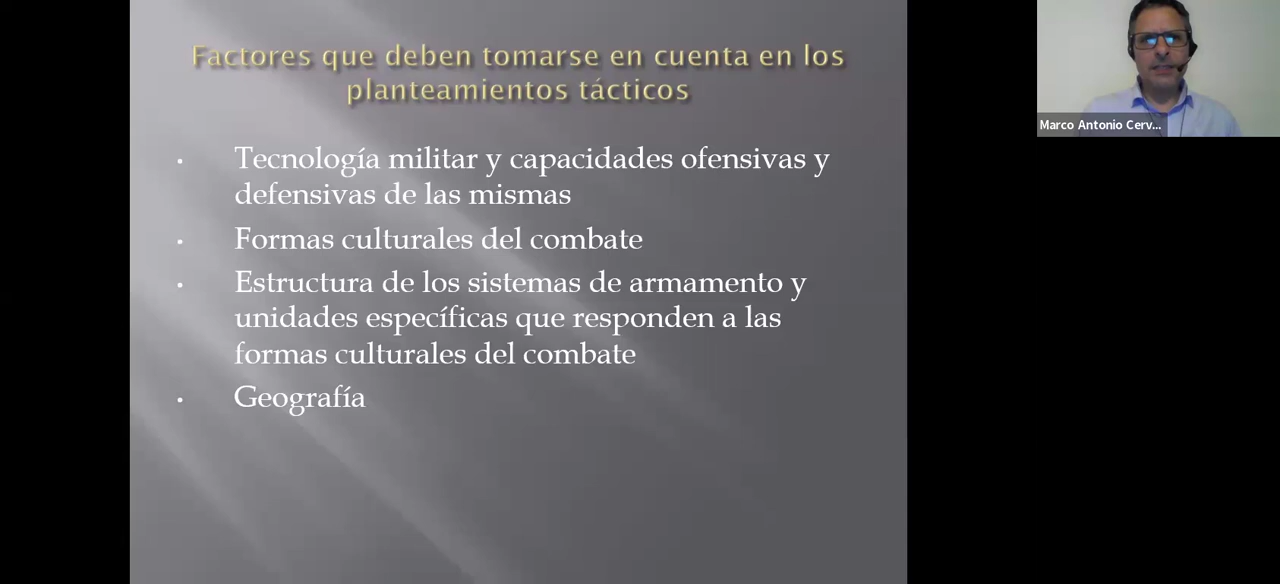 Factores que deben tomarse en cuenta en los
planteamientos tácticos
• Tecnología militar y capacidades ofensivas y
defensivas de las mismas
• Formas culturales del combate
• Estructura de los sistemas de armamento y
unidades específicas que responden a las
formas culturales del combate
• Geografía
Marco Antonio Cerv...